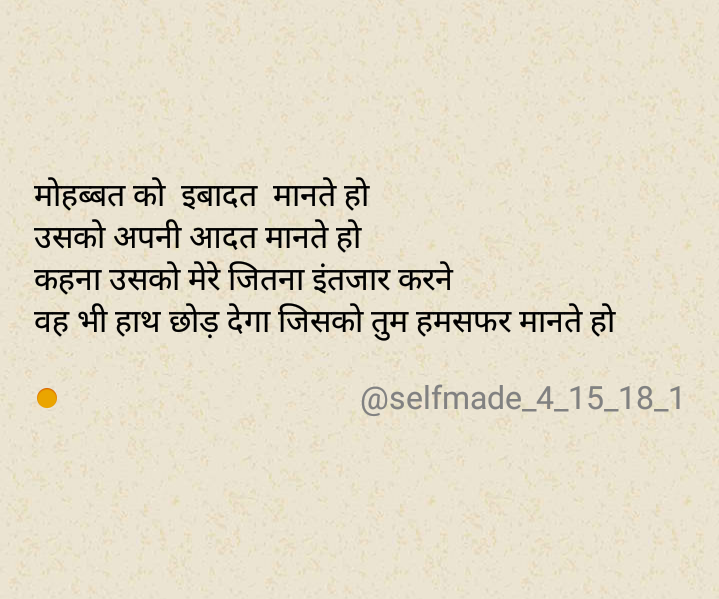 मोहब्बत को  इबादत  मानते हो
उसको अपनी आदत मानते हो
कहना उसको मेरे जितना इंतजार करने
वह भी हाथ छोड़ देगा जिसको तुम हमसफर मानते हो
@selfmade_4_15_18_1